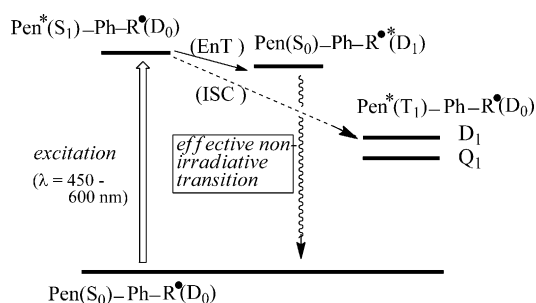 Pen*(S1)–Ph–R•(D0)
(EnT )
Pen(S0)–Ph–R•*(D1)
(ISC)
Pen*(T1)–Ph–R•(D0)
D1
Q1
excitation
(λ = 450 -
600 nm)
effective non-
irradiative
transition
Pen(S0)–Ph–R•(D0)